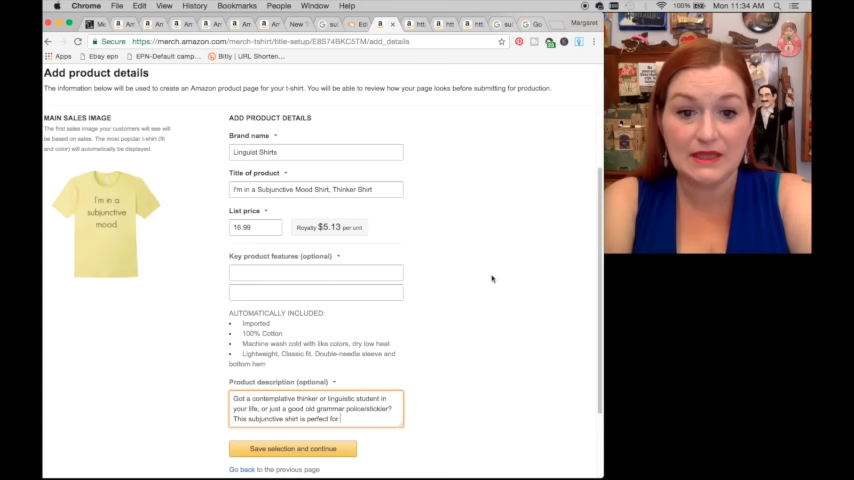 Chrome File Edit View History Bookmarks People Window Help
100% Mon 11:34 AM
Margaret
Secure https://merch.amazon.com/merch-tshirt/title-setup/E8S74BKC5TM/add_details
Apps Ebay epn EPN-Default camp... Bitly | URL Shorten...
Add product details
The information below will be used to create an Amazon product page for your t-shirt. You will be able to review how your page looks before submitting for production.
MAIN SALES IMAGE
The first sales image your customers will see will
be based on sales. The most popular t-shirt (fit
and color) will automatically be displayed.
I'm in a
subjunctive
mood.
ADD PRODUCT DETAILS
Brand name
Linguist Shirts
Title of product
I'm in a Subjunctive Mood Shirt, Thinker Shirt
List price
16.99 Royalty $5.13 per unit
Key product features (optional)
AUTOMATICALLY INCLUDED:
• Imported
• 100% Cotton
• Machine wash cold with like colors, dry low heat
• Lightweight, Classic fit, Double-needle sleeve and
bottom hem
Product description (optional)
Got a contemplative thinker or linguistic student in
your life, or just a good old grammar police/stickler?
This subjunctive shirt is perfect for
Save selection and continue
Go back to the previous page